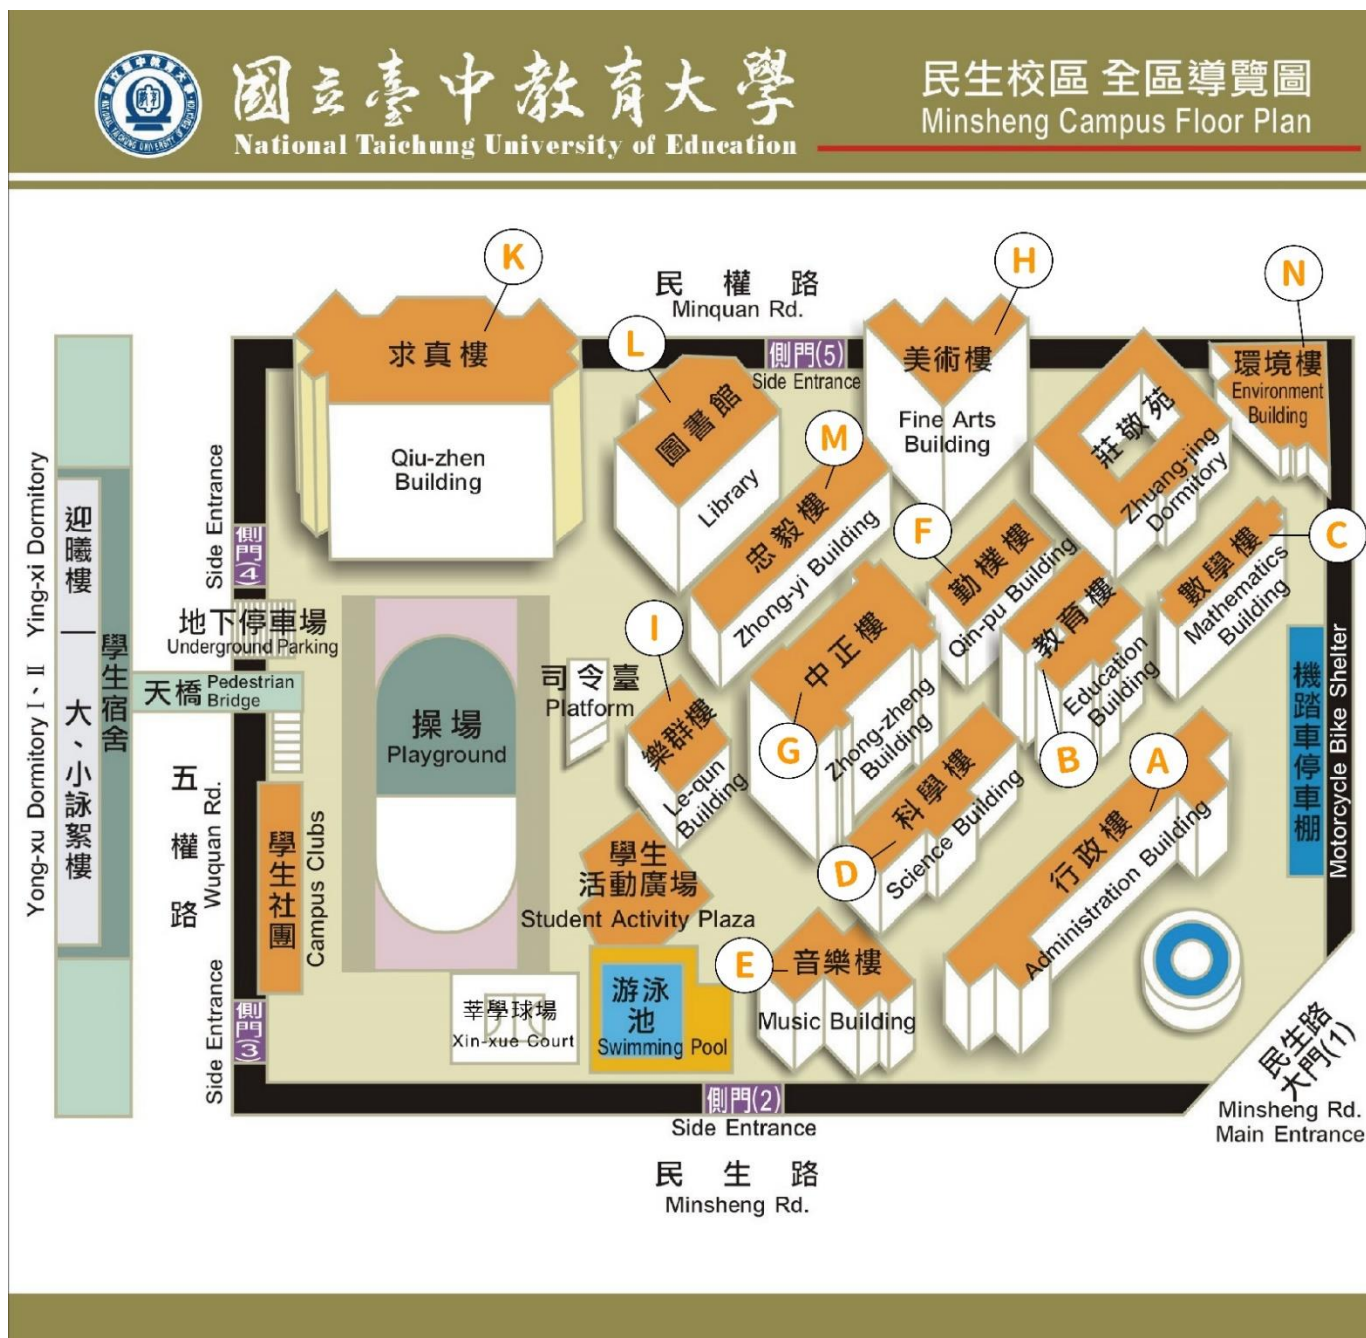 國立臺中教育大學
National Taichung University of Education
民生校區 全區導覽圖
Minsheng Campus Floor Plan
K
H
N
民權路
Minquan Rd.
L
側門(5)
Side Entrance
求真樓
Qiu-zhen
Building
圖書館
Library
M
美術樓
Fine Arts
Building
莊敬苑
Zhuang-jing
Dormitory
環境樓
Environment
Building
忠毅樓
Zhong-yi Building
F
勤樸樓
Qin-pu Building
C
數學樓
Mathematics
Building
Side Entrance
側門(4)
地下停車場
Underground Parking
天橋
Pedestrian
Bridge
Ying-xi Dormitory
Yong-xu Dormitory I、II
迎曦樓
大、小詠絮樓
學生宿舍
五權路
Wuquan Rd.
操場
Playground
司令臺
Platform
I
樂群樓
Le-qun
Building
中正樓
G
Zhong-zheng
Building
教育樓
B
Education
Building
機踏車停車棚
Motorcycle Bike Shelter
科學樓
D
Science Building
A
行政樓
Administration Building
學生社團
Campus Clubs
學生
活動廣場
Student Activity Plaza
E
音樂樓
Music Building
Side Entrance
側門(3)
莘學球場
Xin-xue Court
游泳
池
Swimming Pool
側門(2)
Side Entrance
民生路
Minsheng Rd.
民生路
大門(1)
Minsheng Rd.
Main Entrance